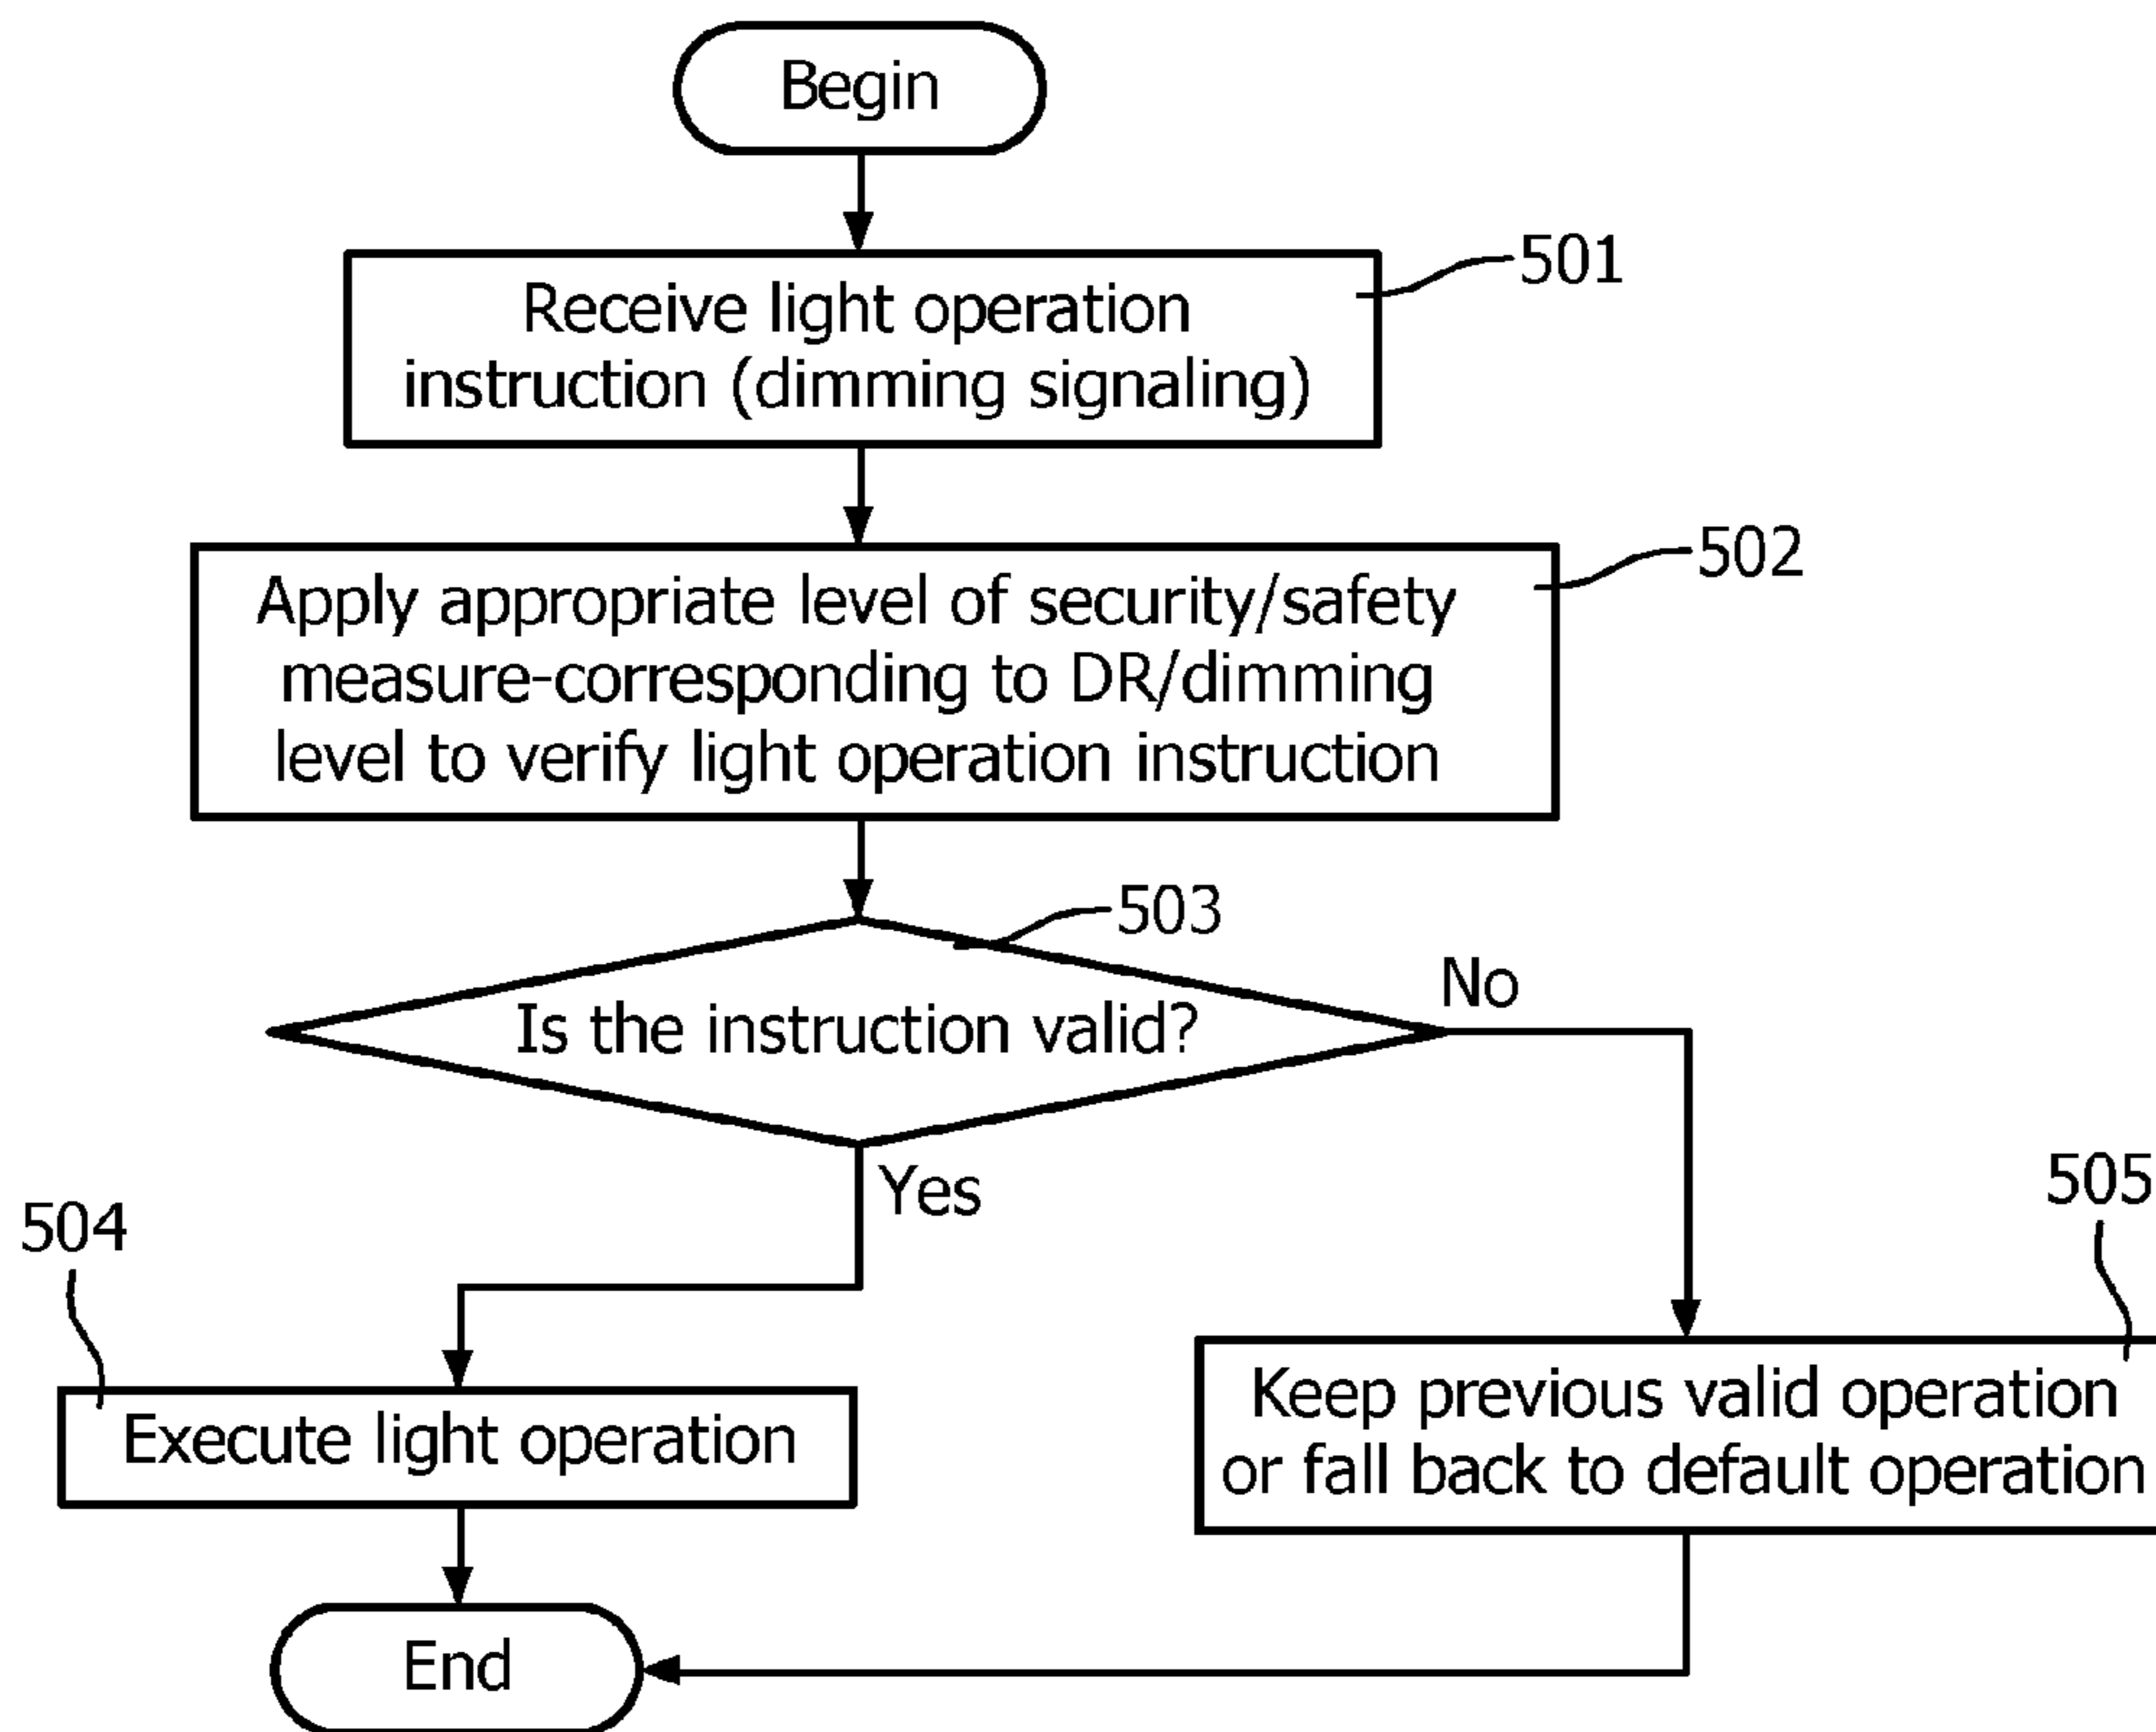 Begin
501
Receive light operation
instruction (dimming signaling)
502
Apply appropriate level of security/safety
measure-corresponding to DR/dimming
level to verify light operation instruction
503
Is the instruction valid?
No
Yes
504
505
Execute light operation
Keep previous valid operation
or fall back to default operation
End